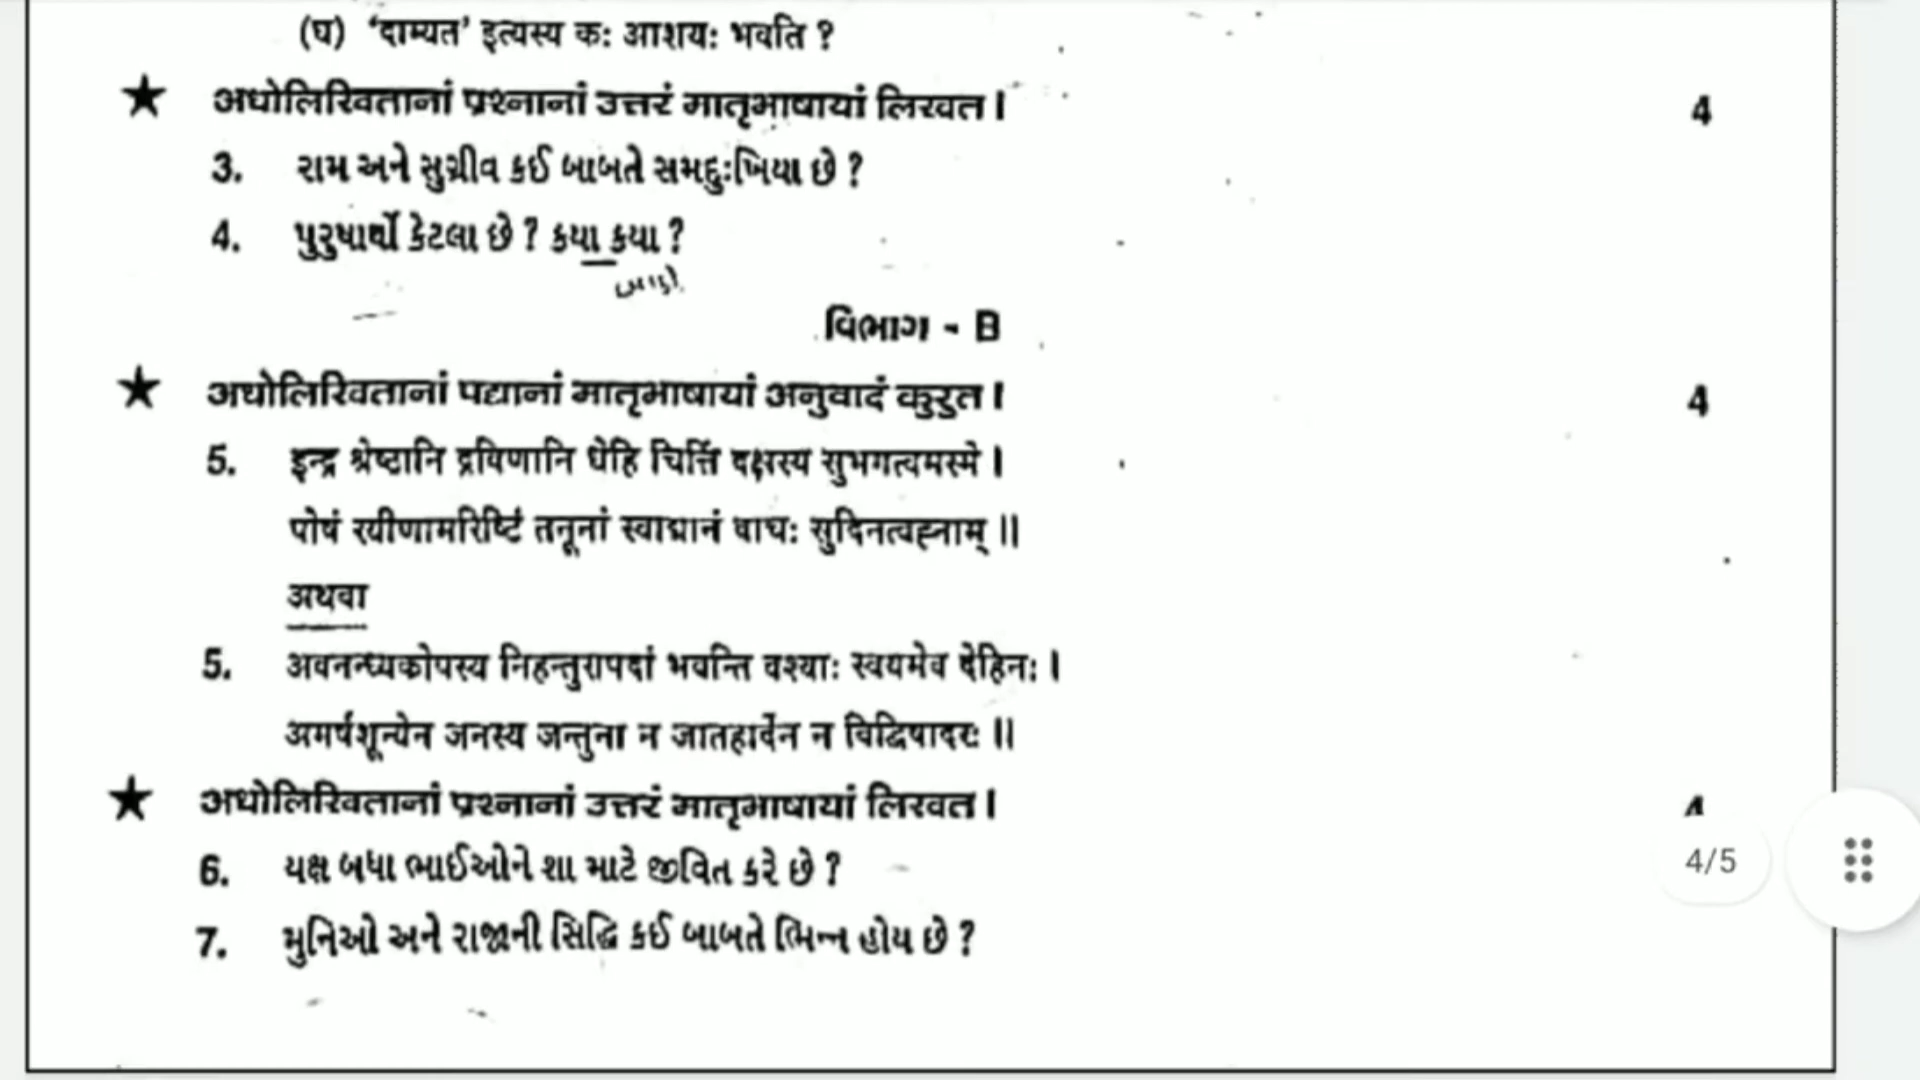 (घ) 'दाम्यत' इत्यस्य कः आशयः भवति ?
★ अधोलिखितानां प्रश्नानां उत्तरं मातृभाषायां लिखत । 4
3. રામ અને સુગ્રીવ કઈ બાબતે સમદુઃખિયા છે ?
4. પુરુષાર્થો કેટલા છે ? કયા કયા ?
વિભાગ - B
★ अधोलिखितानां पद्यानां मातृभाषायां अनुवादं कुरुत । 4
5. इन्द्र श्रेष्टानि द्रविणानि धेहि चित्तिं दक्षस्य सुभगत्वमस्मे ।
पोषं रयीणामरिष्टिं तनूनां स्वाद्मानं वाचः सुदिनत्वह्नाम् ॥
अथवा
5. अवनन्ध्यकोपस्य निहन्तुरापदां भवन्ति वश्याः स्वयमेव देहिनः ।
अमर्षशून्येन जनस्य जन्तुना न जातहार्देन न विद्विषादरः ॥
★ अधोलिखितानां प्रश्नानां उत्तरं मातृभाषायां लिखत ।
4/5
6. યક્ષ બધા ભાઈઓને શા માટે જીવિત કરે છે ?
7. મુનિઓ અને રાજાની સિદ્ધિ કઈ બાબતે ભિન્ન હોય છે ?